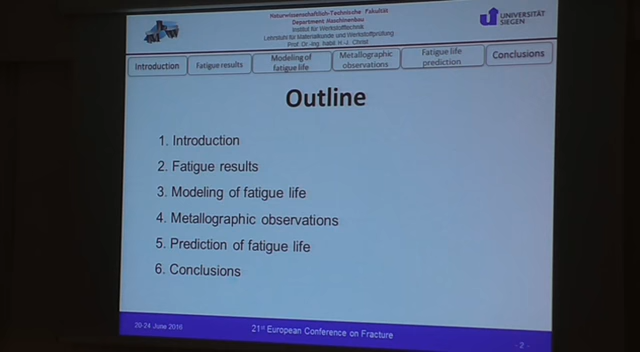 Naturwissenschaftlich-Technische Fakultät
Department Maschinenbau
Institut für Werkstofftechnik
Lehrstuhl für Materialkunde und Werkstoffprüfung
Prof. Dr.-Ing. habil. H.-J. Christ
UNIVERSITÄT
SIEGEN
Introduction
Fatigue results
Modeling of
fatigue life
Metallographic
observations
Fatigue life
prediction
Conclusions
Outline
1. Introduction
2. Fatigue results
3. Modeling of fatigue life
4. Metallographic observations
5. Prediction of fatigue life
6. Conclusions
20-24 June 2016
21st European Conference on Fracture
- 2 -